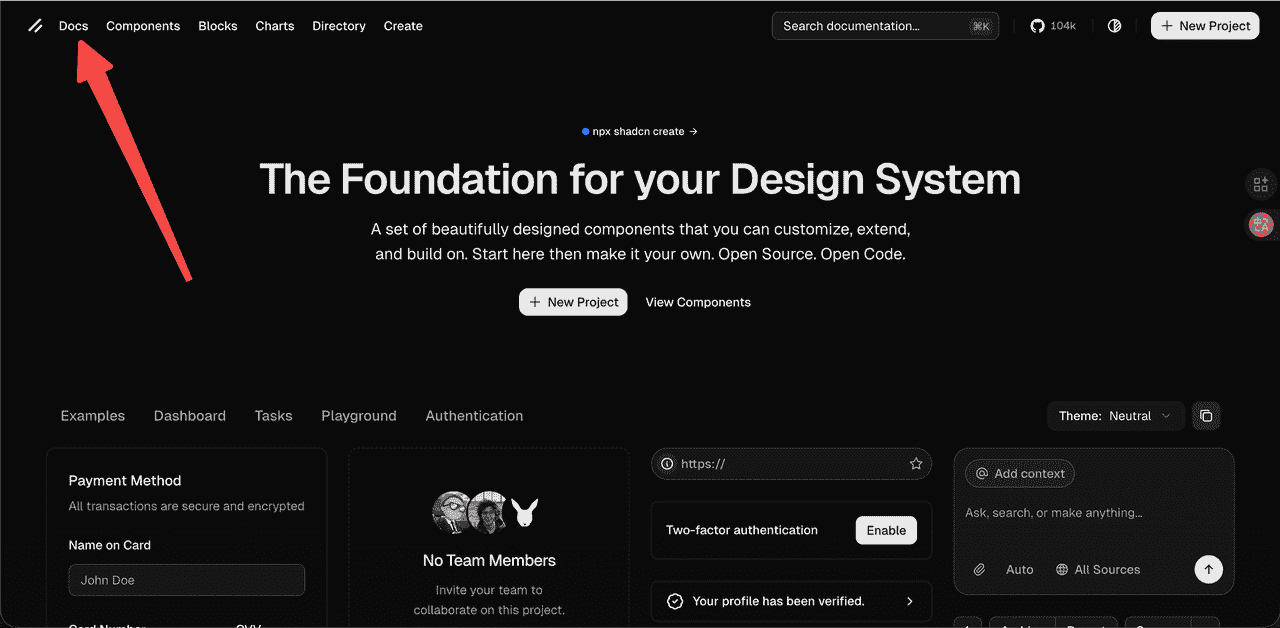 Docs Components Blocks Charts Directory Create Search documentation... ⌘K 104k + New Project
npx shadcn create →
The Foundation for your Design System
A set of beautifully designed components that you can customize, extend,
and build on. Start here then make it your own. Open Source. Open Code.
+ New Project View Components
Examples Dashboard Tasks Playground Authentication Theme: Neutral
Payment Method
All transactions are secure and encrypted
Name on Card
John Doe
No Team Members
Invite your team to
collaborate on this project.
https://
Two-factor authentication Enable
Your profile has been verified.
@ Add context
Ask, search, or make anything...
Auto All Sources